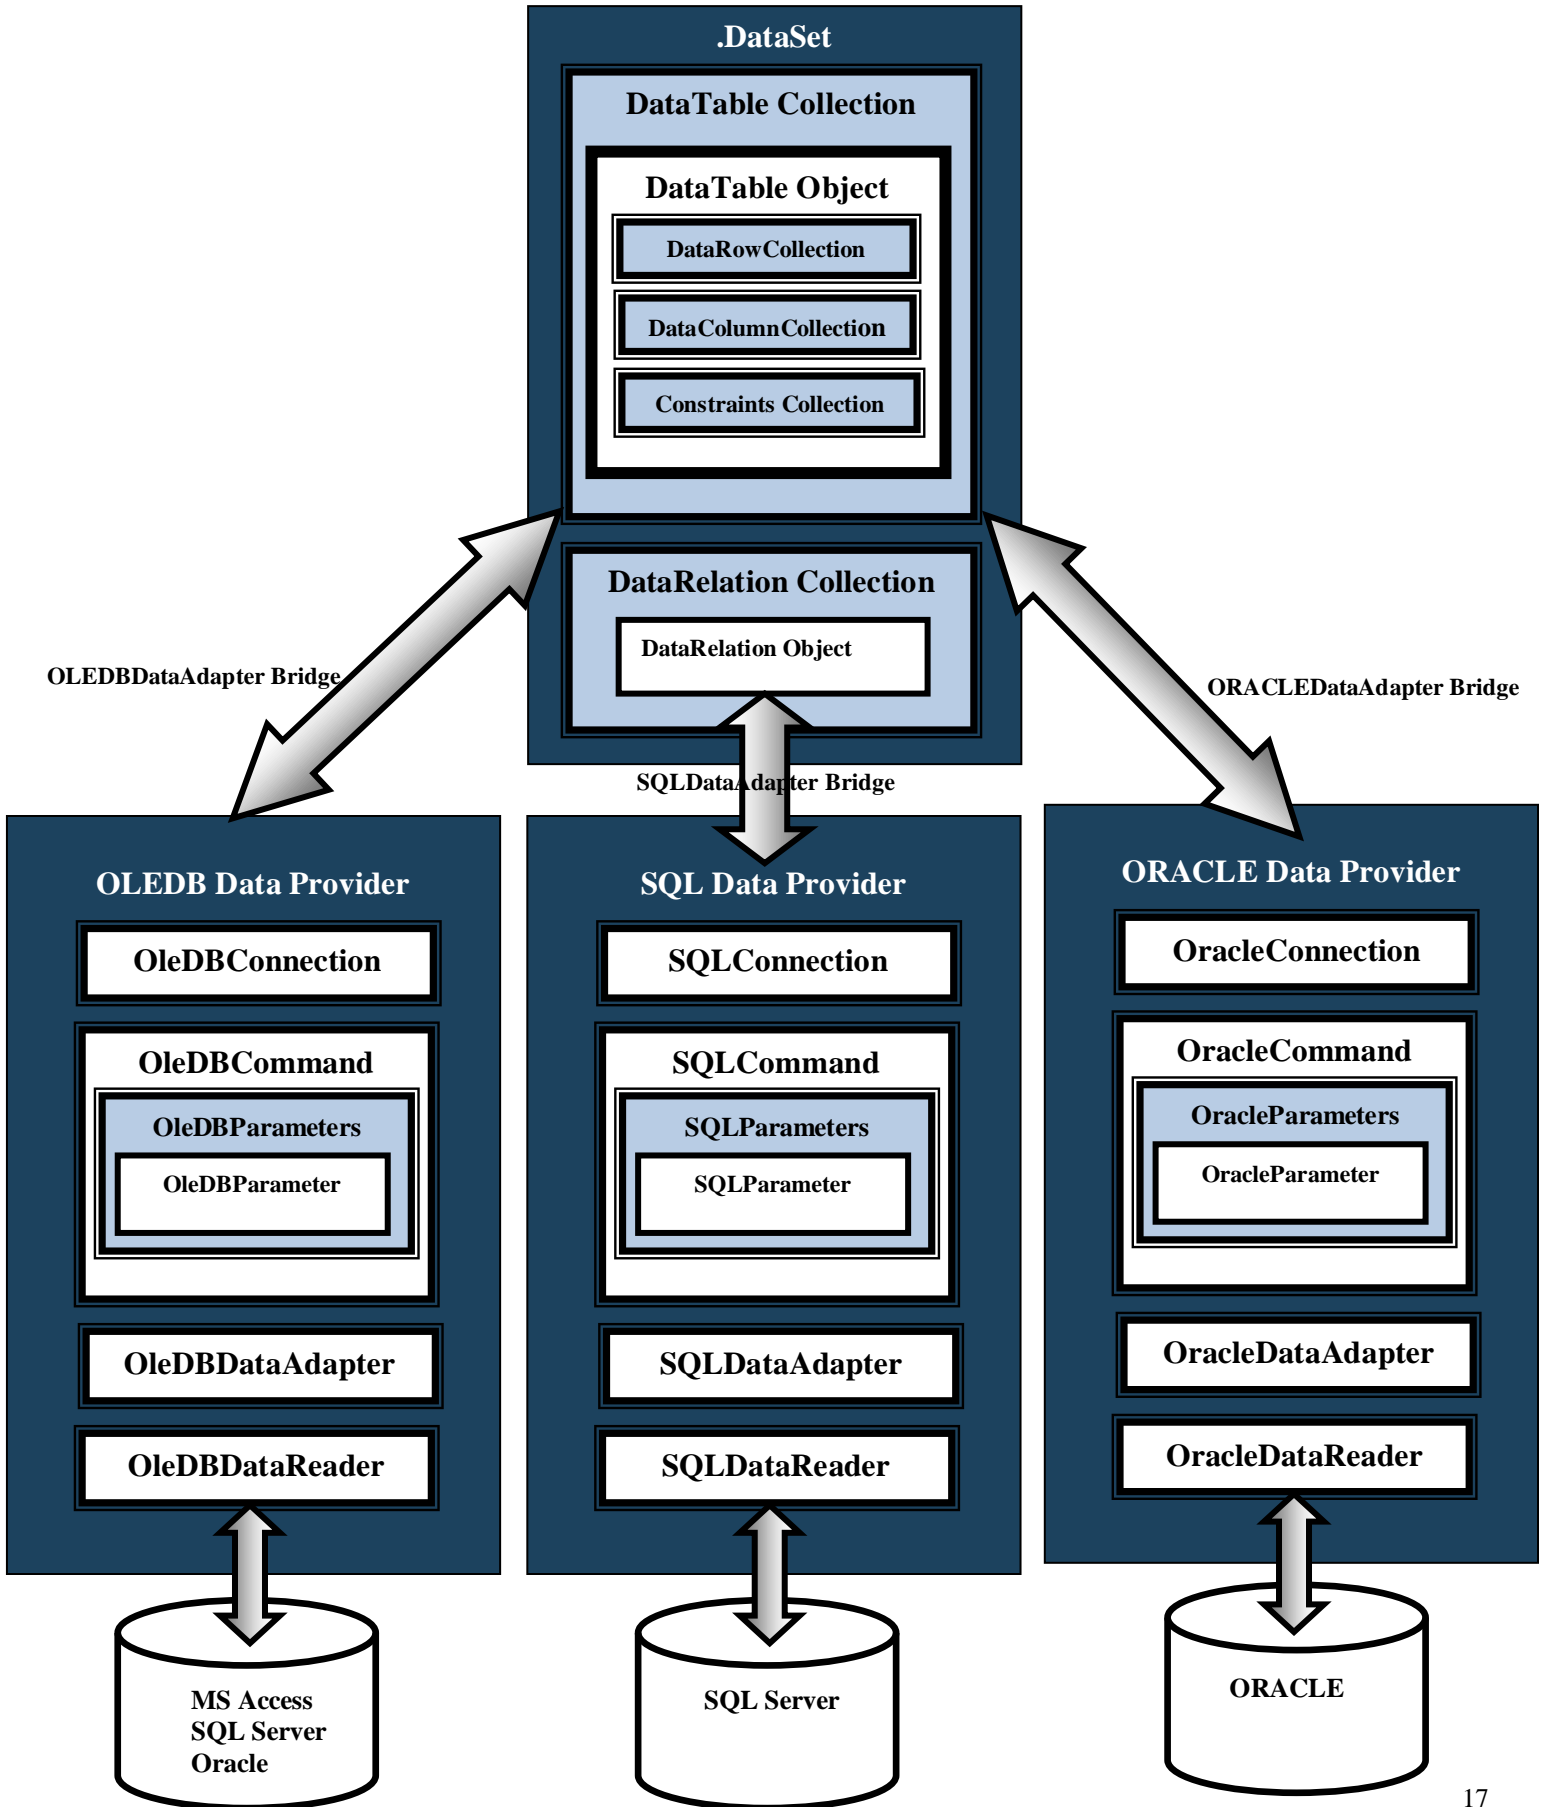 .DataSet
DataTable Collection
DataTable Object
DataRowCollection
DataColumnCollection
Constraints Collection
DataRelation Collection
DataRelation Object
OLEDBDataAdapter Bridge
ORACLEDataAdapter Bridge
SQLDataAdapter Bridge
OLEDB Data Provider
OleDBConnection
OleDBCommand
OleDBParameters
OleDBParameter
OleDBDataAdapter
OleDBDataReader
MS Access
SQL Server
Oracle
SQL Data Provider
SQLConnection
SQLCommand
SQLParameters
SQLParameter
SQLDataAdapter
SQLDataReader
SQL Server
ORACLE Data Provider
OracleConnection
OracleCommand
OracleParameters
OracleParameter
OracleDataAdapter
OracleDataReader
ORACLE
17